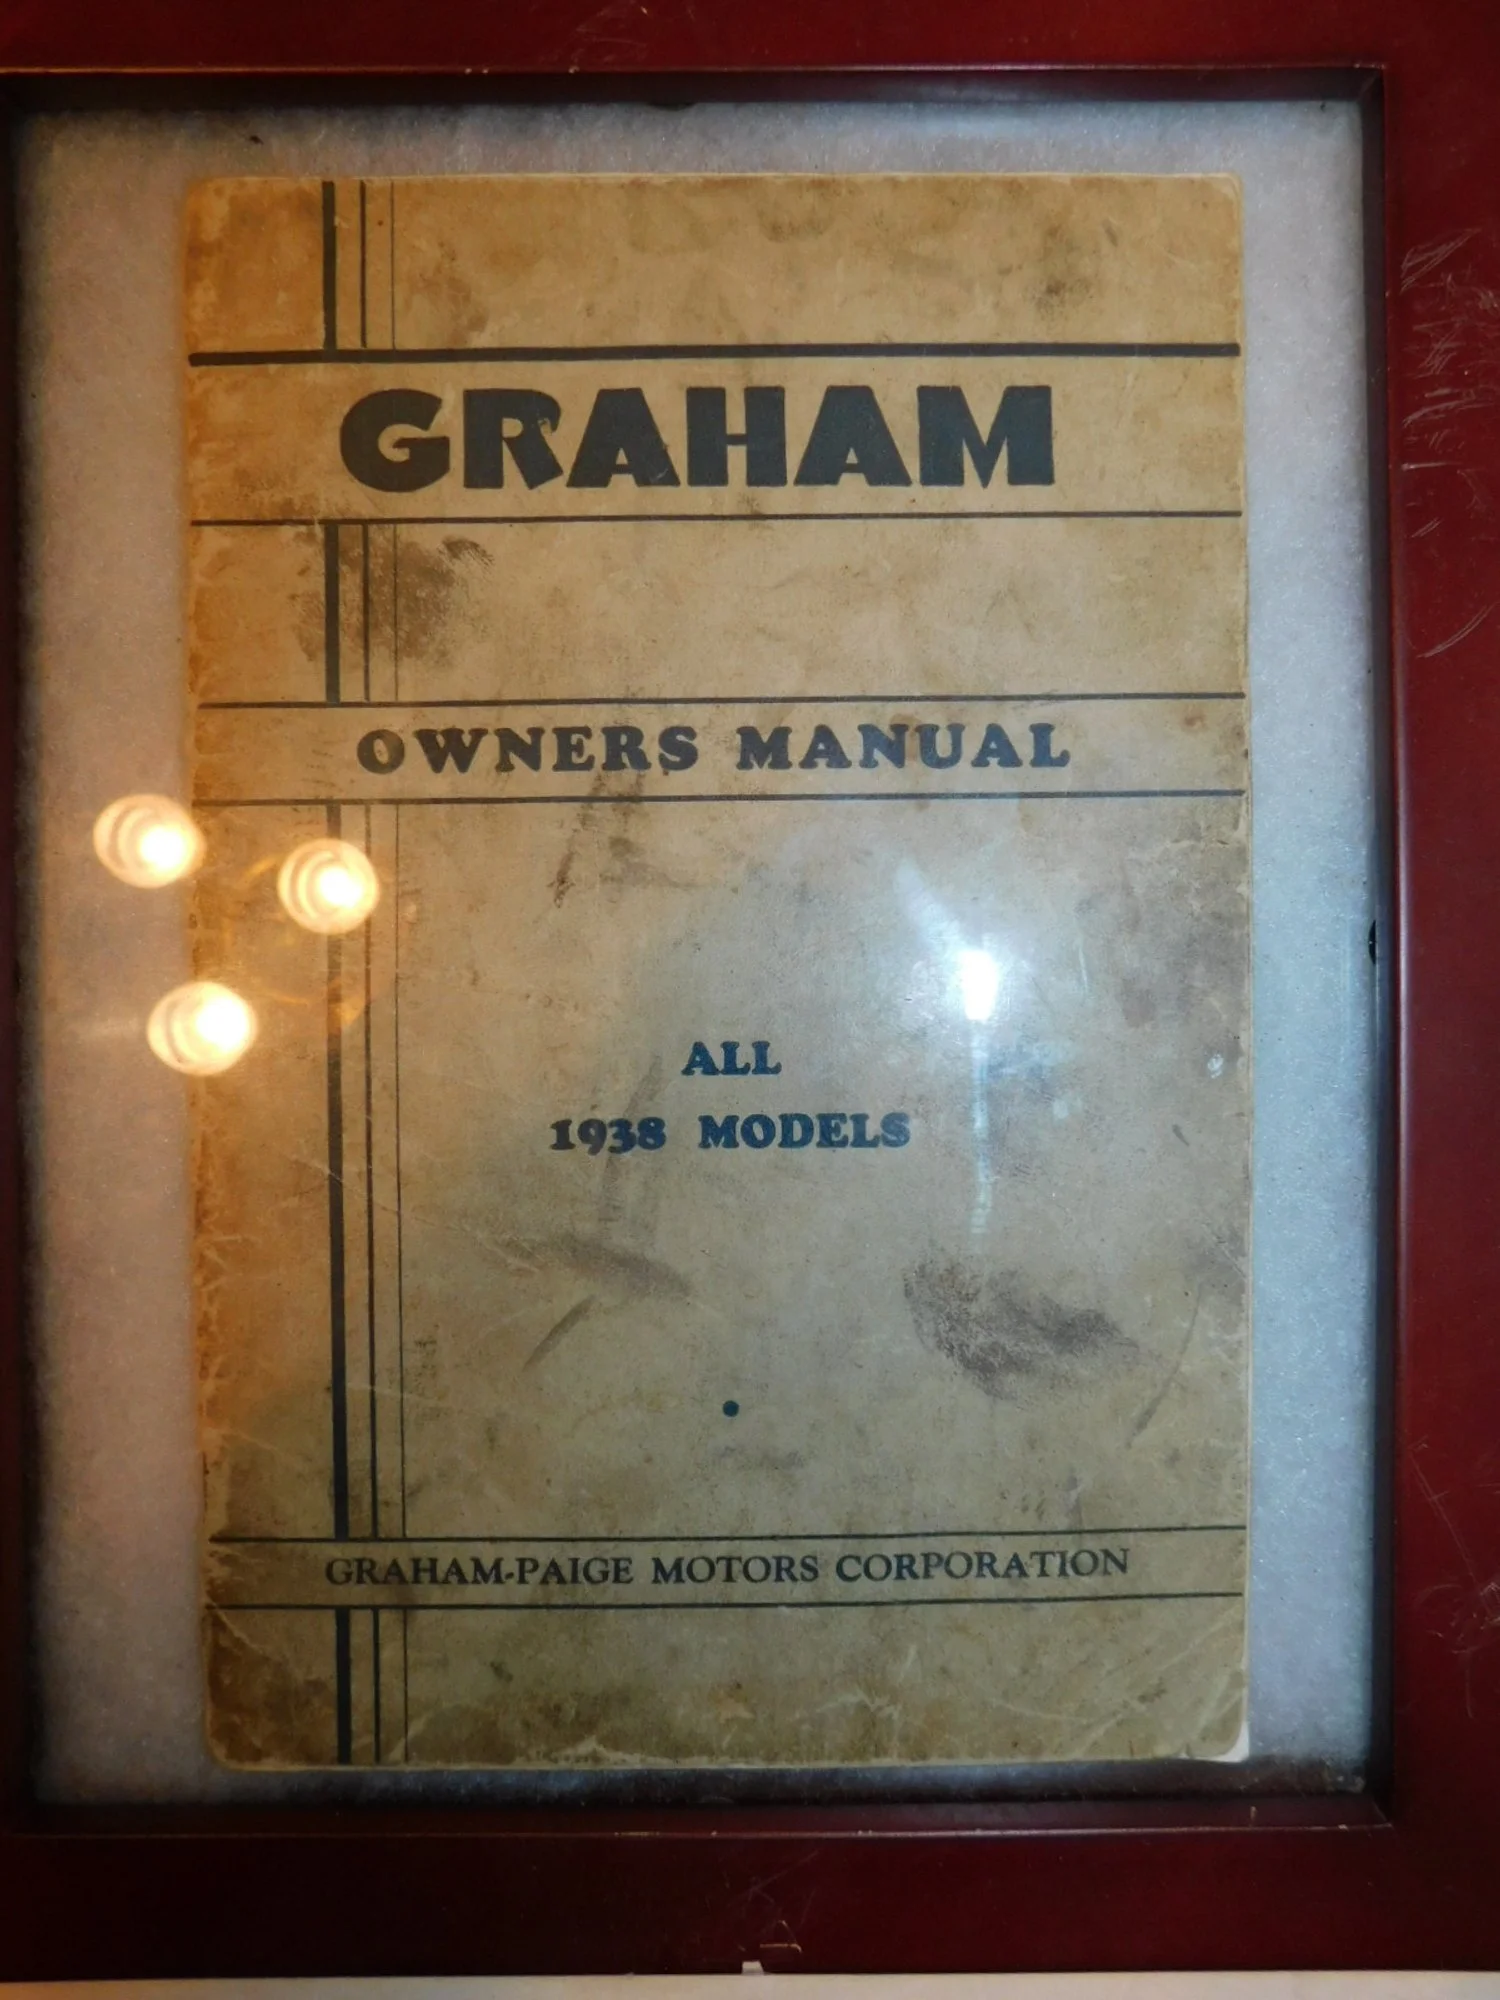 GRAHAM
OWNERS MANUAL
ALL
1938 MODELS
GRAHAM-PAIGE MOTORS CORPORATION